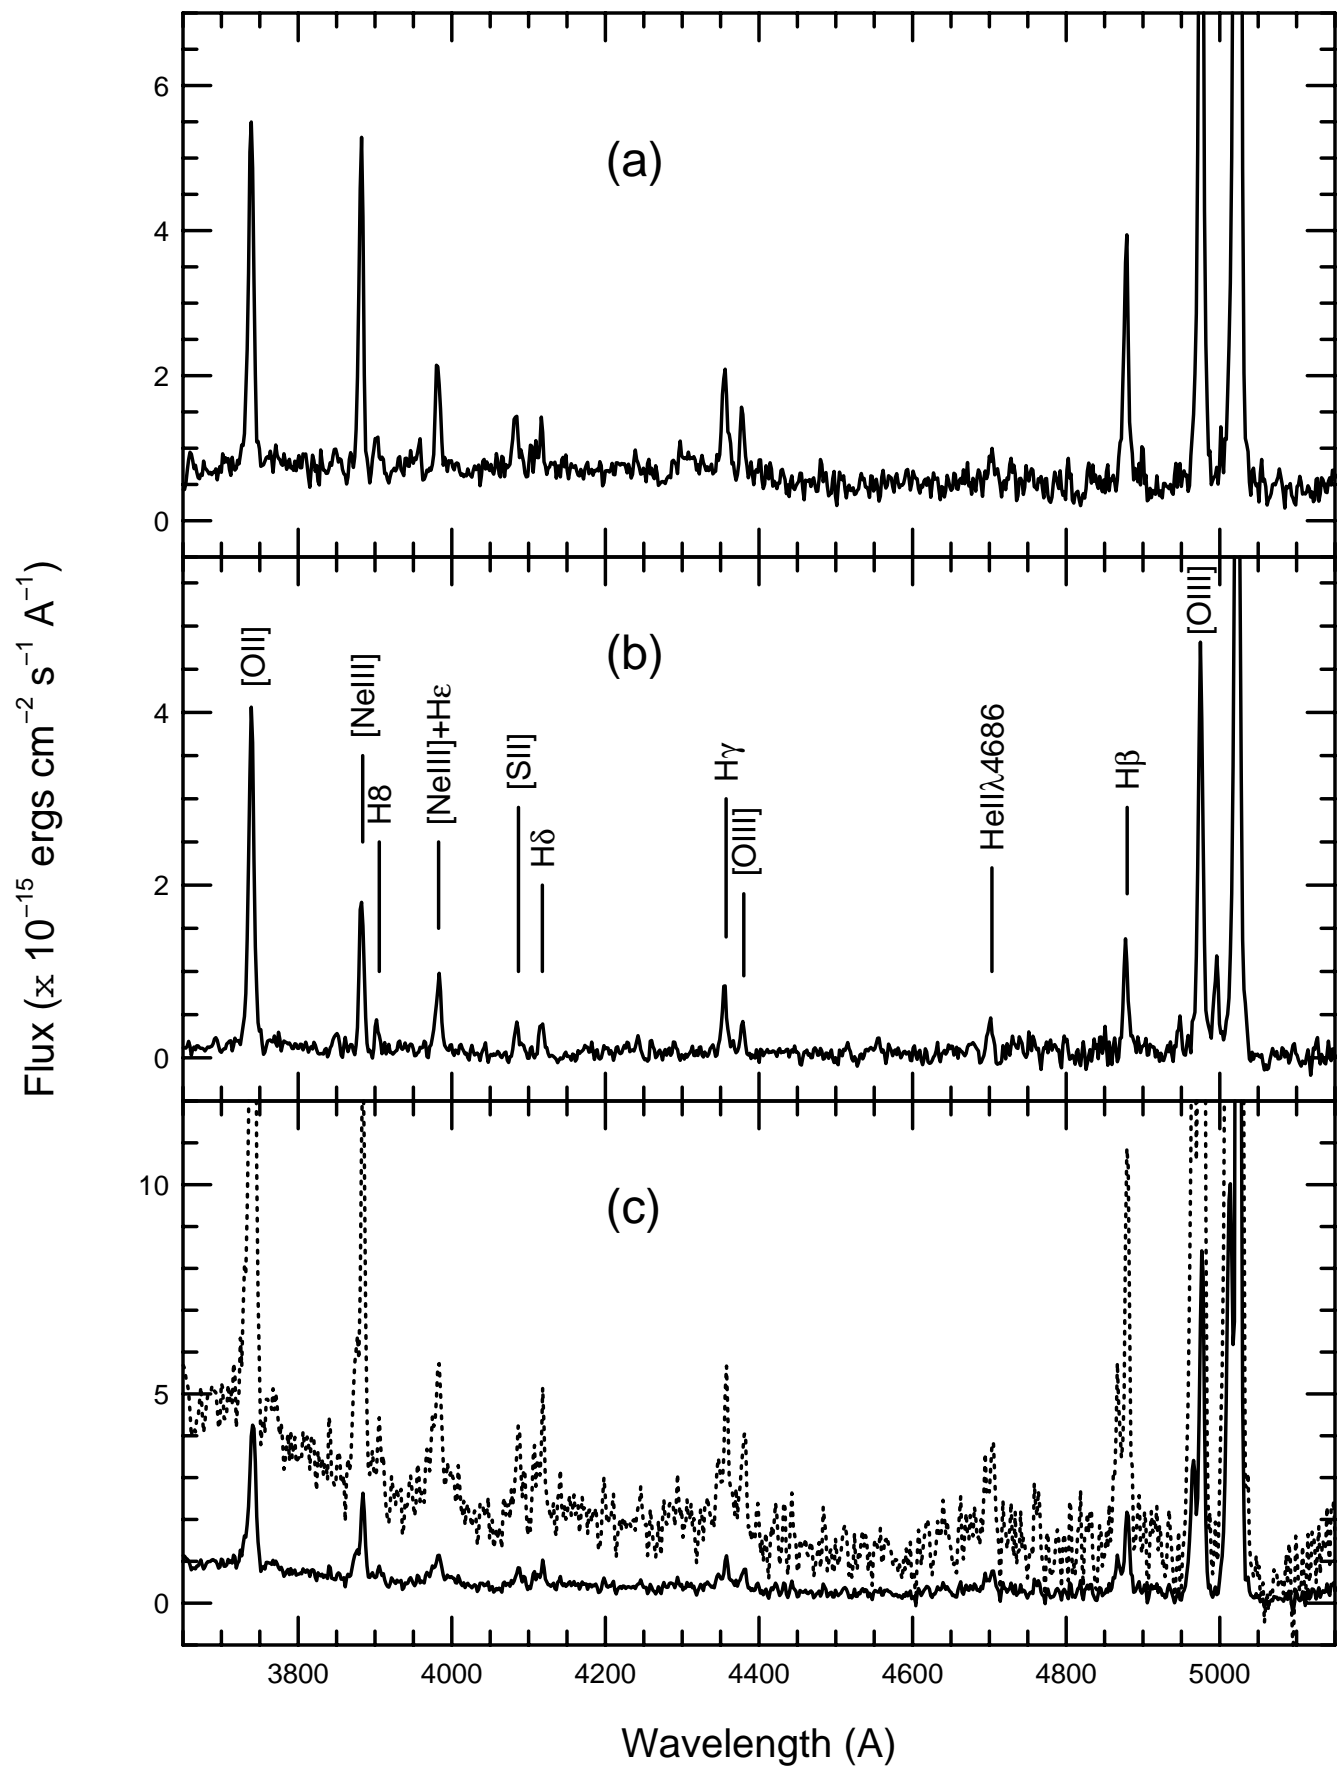 6
(a)
4
2
0
Flux (x 10⁻¹⁵ ergs cm⁻² s⁻¹ A⁻¹)
[OIII]
[OII]
(b)
[NeIII]
[NeIII]+Hε
4
HeIIλ4686
[SII]
Hγ
Hβ
H8
[OIII]
Hδ
2
0
10
(c)
5
0
3800 4000 4200 4400 4600 4800 5000
Wavelength (A)